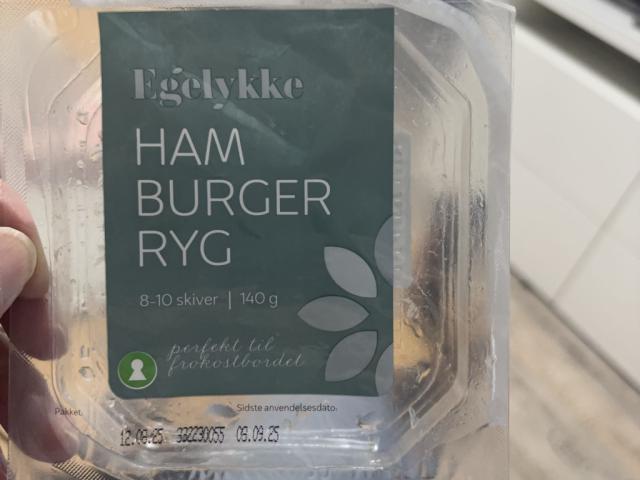 Egelykke
HAM
BURGER
RYG
8-10 skiver | 140 g
perfekt til
frokostbordet
Pakket:
Sidste anvendelsesdato:
12.08.25 332230055 08.09.25